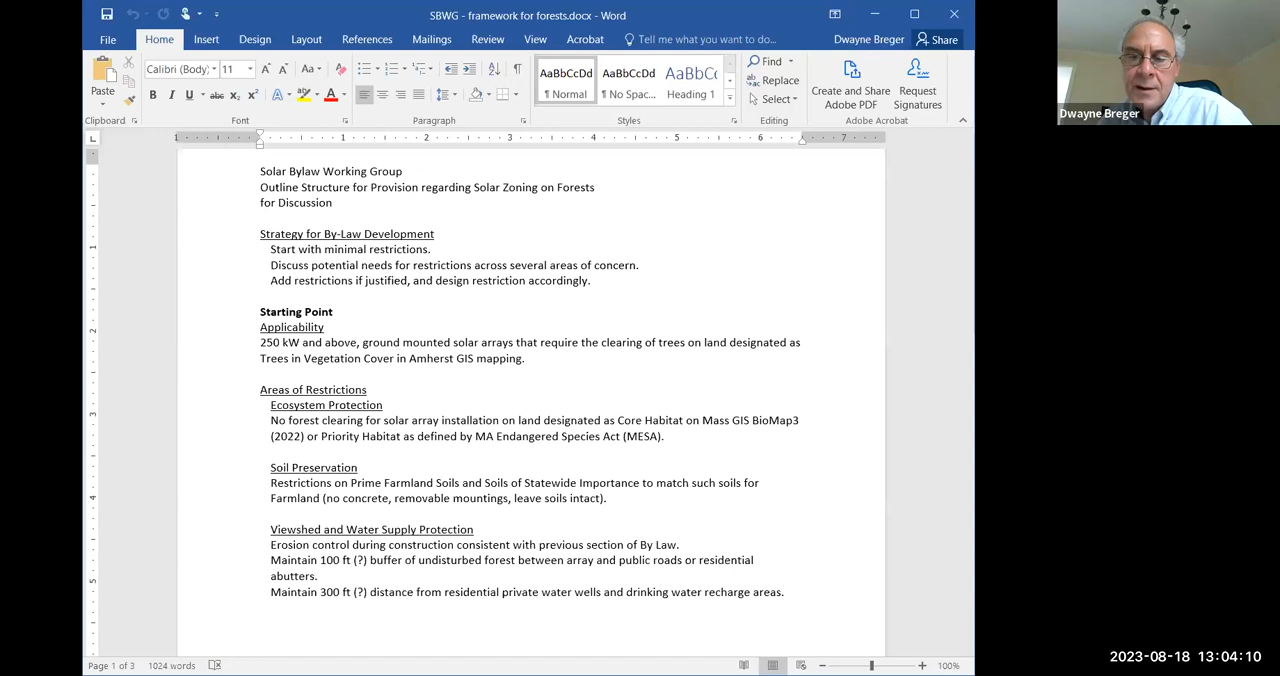 SBWG - framework for forests.docx - Word
File Home Insert Design Layout References Mailings Review View Acrobat Tell me what you want to do... Dwayne Breger Share
Paste
Calibri (Body) 11
AaBbCcDd AaBbCcDd AaBbCc
Normal No Spac... Heading 1
Find
Replace
Select
Create and Share Adobe PDF
Request Signatures
Clipboard Font Paragraph Styles Editing Adobe Acrobat
1 1 2 3 4 5 6 7
Solar Bylaw Working Group
Outline Structure for Provision regarding Solar Zoning on Forests
for Discussion
Strategy for By-Law Development
Start with minimal restrictions.
Discuss potential needs for restrictions across several areas of concern.
Add restrictions if justified, and design restriction accordingly.
Starting Point
Applicability
250 kW and above, ground mounted solar arrays that require the clearing of trees on land designated as
Trees in Vegetation Cover in Amherst GIS mapping.
Areas of Restrictions
Ecosystem Protection
No forest clearing for solar array installation on land designated as Core Habitat on Mass GIS BioMap3
(2022) or Priority Habitat as defined by MA Endangered Species Act (MESA).
Soil Preservation
Restrictions on Prime Farmland Soils and Soils of Statewide Importance to match such soils for
Farmland (no concrete, removable mountings, leave soils intact).
Viewshed and Water Supply Protection
Erosion control during construction consistent with previous section of By Law.
Maintain 100 ft (?) buffer of undisturbed forest between array and public roads or residential
abutters.
Maintain 300 ft (?) distance from residential private water wells and drinking water recharge areas.
Page 1 of 3 1024 words 100%
Dwayne Breger
2023-08-18 13:04:10